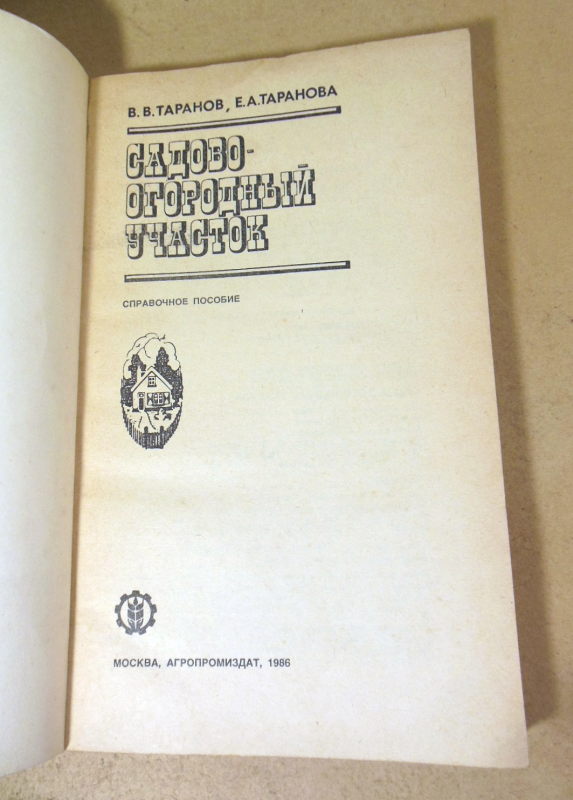 В. В. ТАРАНОВ, Е. А. ТАРАНОВА
САДОВО-
ОГОРОДНЫЙ
УЧАСТОК
СПРАВОЧНОЕ ПОСОБИЕ
МОСКВА, АГРОПРОМИЗДАТ, 1986